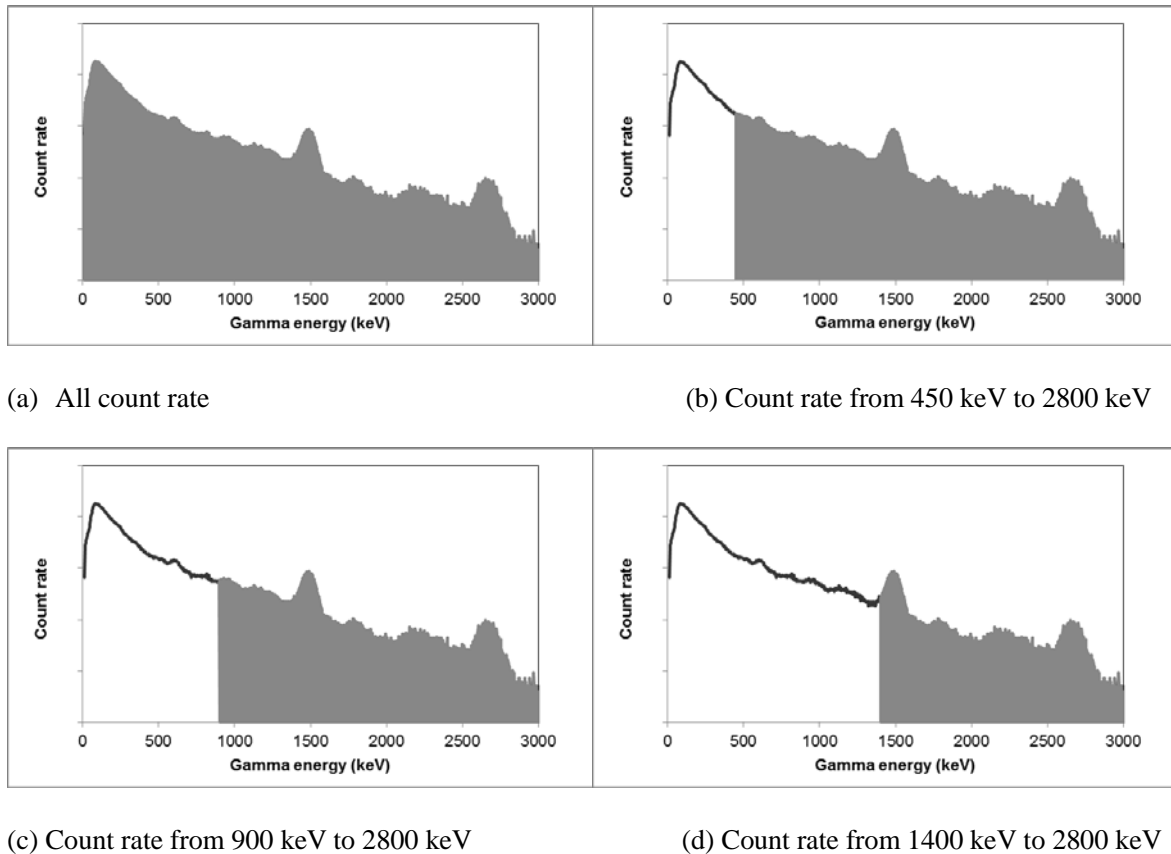 Count rate
0 500 1000 1500 2000 2500 3000
Gamma energy (keV)
Count rate
0 500 1000 1500 2000 2500 3000
Gamma energy (keV)
(a) All count rate
(b) Count rate from 450 keV to 2800 keV
Count rate
0 500 1000 1500 2000 2500 3000
Gamma energy (keV)
Count rate
0 500 1000 1500 2000 2500 3000
Gamma energy (keV)
(c) Count rate from 900 keV to 2800 keV
(d) Count rate from 1400 keV to 2800 keV